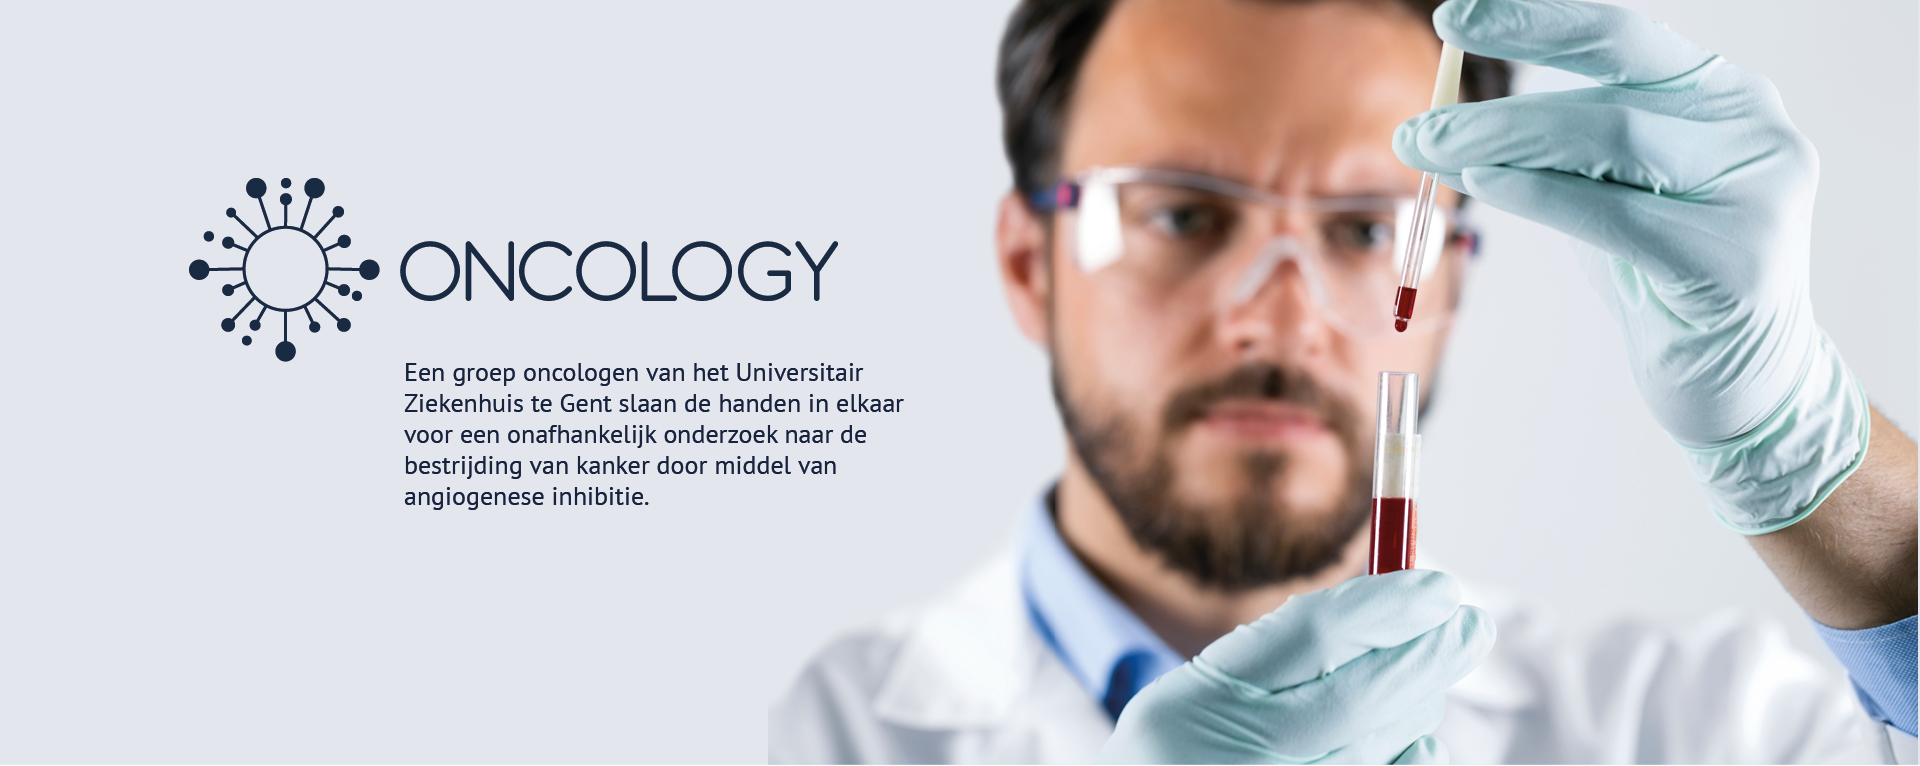 ONCOLOGY
Een groep oncologen van het Universitair
Ziekenhuis te Gent slaan de handen in elkaar
voor een onafhankelijk onderzoek naar de
bestrijding van kanker door middel van
angiogenese inhibitie.